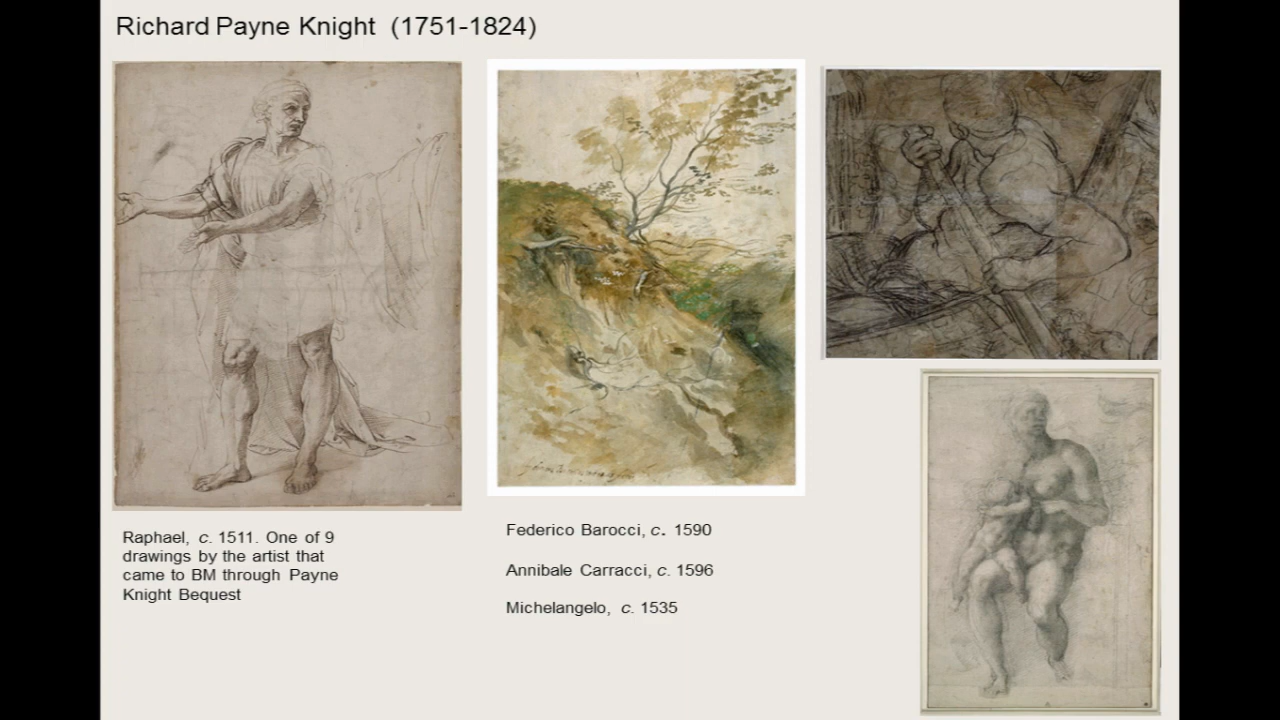 Richard Payne Knight (1751-1824)
Raphael, c. 1511. One of 9
drawings by the artist that
came to BM through Payne
Knight Bequest
Federico Barocci, c. 1590
Annibale Carracci, c. 1596
Michelangelo, c. 1535